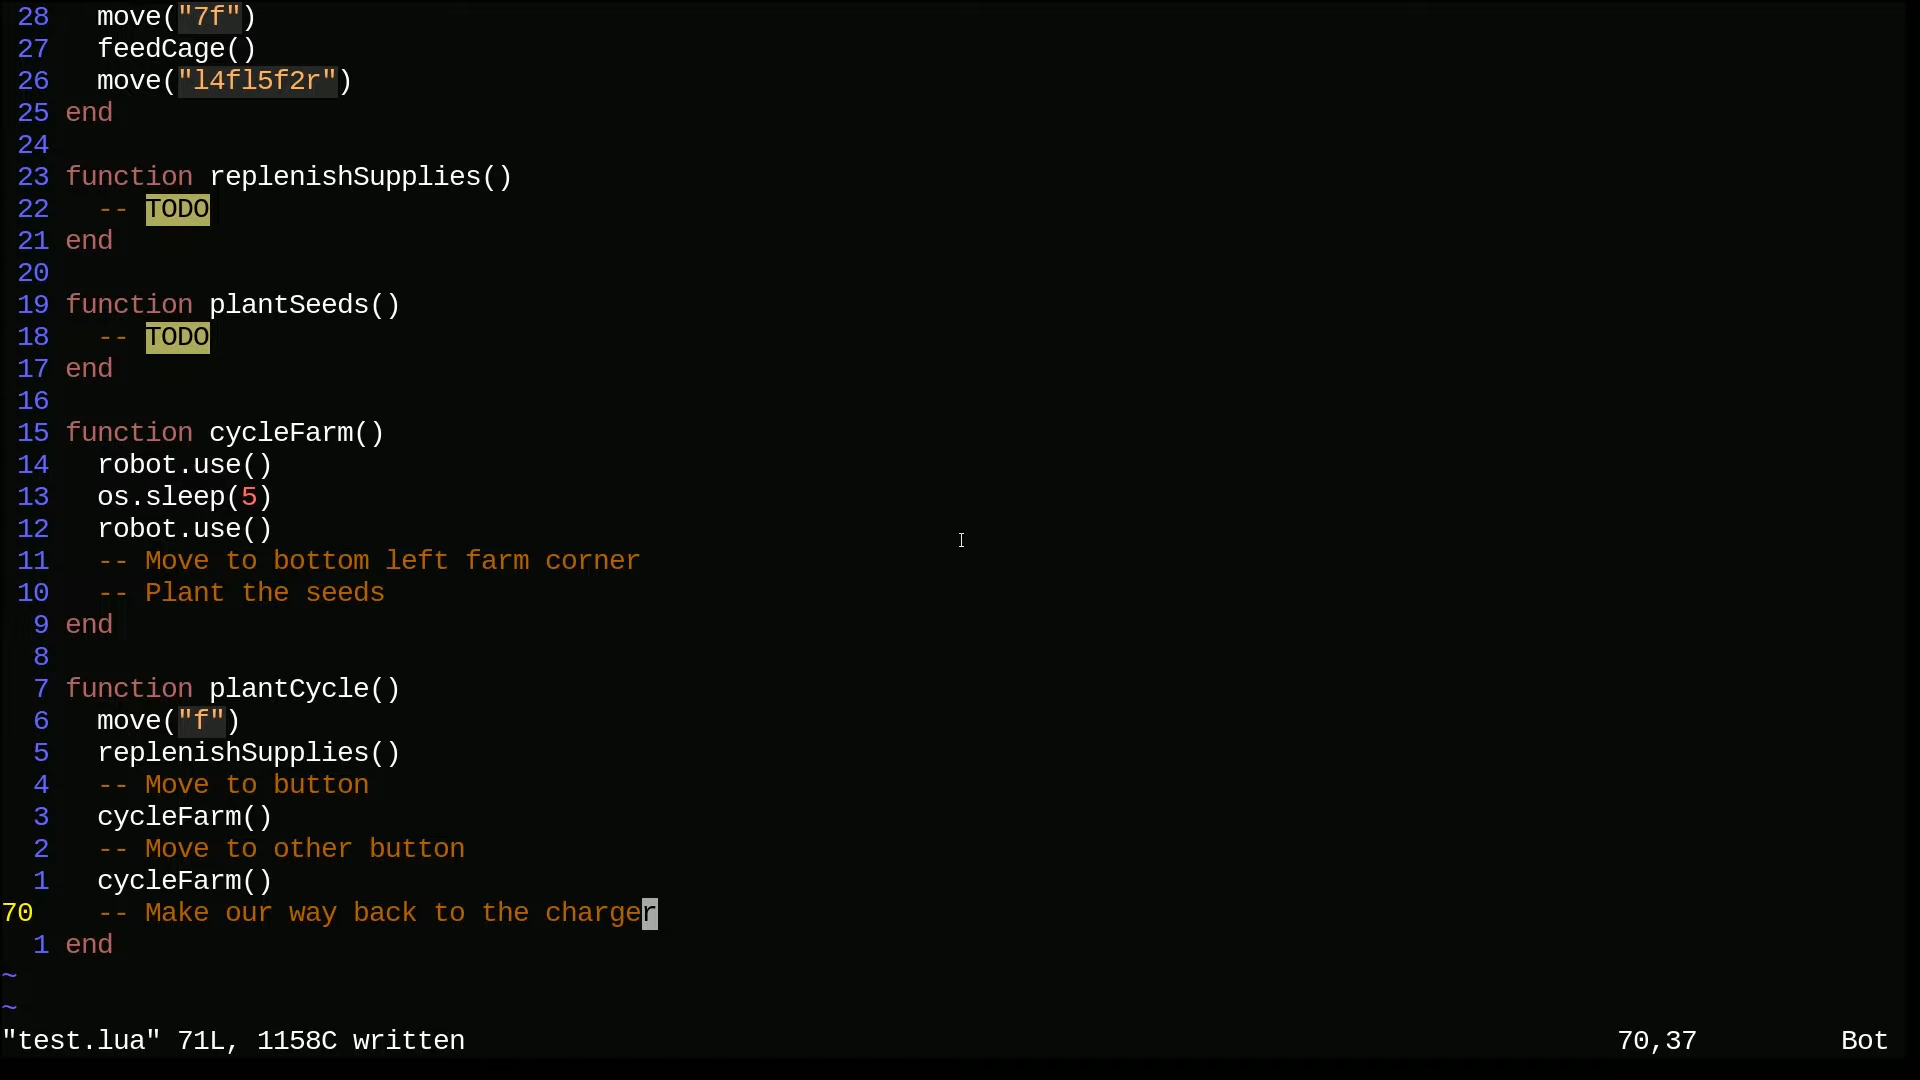 28   move("7f")
27   feedCage()
26   move("l4fl5f2r")
25 end
24
23 function replenishSupplies()
22   -- TODO
21 end
20
19 function plantSeeds()
18   -- TODO
17 end
16
15 function cycleFarm()
14   robot.use()
13   os.sleep(5)
12   robot.use()
11   -- Move to bottom left farm corner
10   -- Plant the seeds
9 end
8
7 function plantCycle()
6   move("f")
5   replenishSupplies()
4   -- Move to button
3   cycleFarm()
2   -- Move to other button
1   cycleFarm()
70    -- Make our way back to the charger
1 end
~
~
"test.lua" 71L, 1158C written 70,37 Bot